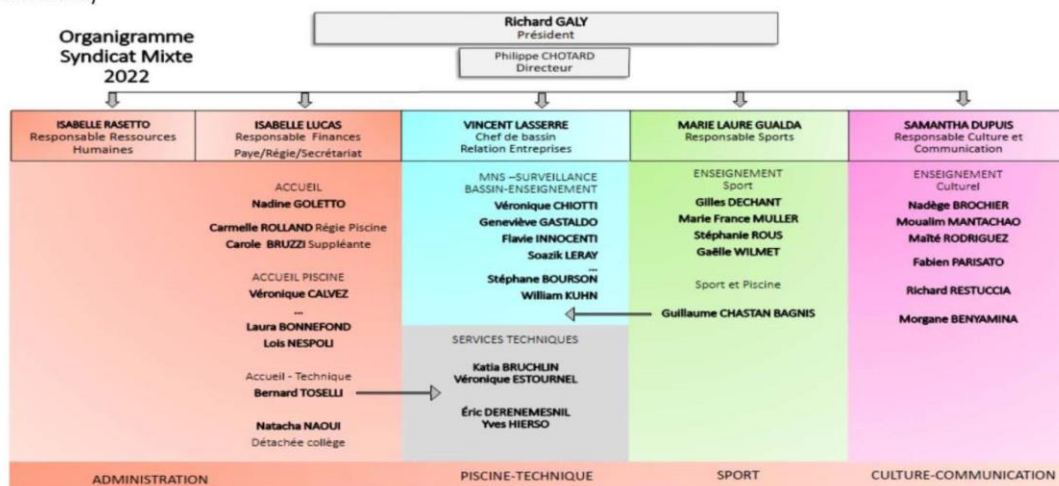 Organigramme
Syndicat Mixte
2022
Richard GALY
Président
Philippe CHOTARD
Directeur
ISABELLE RASETTO
Responsable Ressources
Humaines
ISABELLE LUCAS
Responsable Finances
Paye/Régie/Secrétariat
VINCENT LASSERRE
Chef de bassin
Relation Entreprises
MARIE LAURE GUALDA
Responsable Sports
SAMANTHA DUPUIS
Responsable Culture et
Communication
ACCUEIL
Nadine GOLETTO
Carmelle ROLLAND Régie Piscine
Carole BRUZZI Suppléante
ACCUEIL PISCINE
Véronique CALVEZ
...
Laura BONNEFOND
Lois NESPOLI
Accueil - Technique
Bernard TOSELLI
Natacha NAOUI
Détachée collège
MNS –SURVEILLANCE
BASSIN-ENSEIGNEMENT
Véronique CHIOTTI
Geneviève GASTALDO
Flavie INNOCENTI
Soazik LERAY
...
Stéphane BOURSON
William KUHN
SERVICES TECHNIQUES
Katia BRUCHLIN
Véronique ESTOURNEL
Éric DERENEMESNIL
Yves HIERSO
ENSEIGNEMENT
Sport
Gilles DECHANT
Marie France MULLER
Stéphanie ROUS
Gaëlle WILMET
Sport et Piscine
Guillaume CHASTAN BAGNIS
ENSEIGNEMENT
Culturel
Nadège BROCHIER
Moualim MANTACHAO
Maïté RODRIGUEZ
Fabien PARISATO
Richard RESTUCCIA
Morgane BENYAMINA
ADMINISTRATION
PISCINE-TECHNIQUE
SPORT
CULTURE-COMMUNICATION